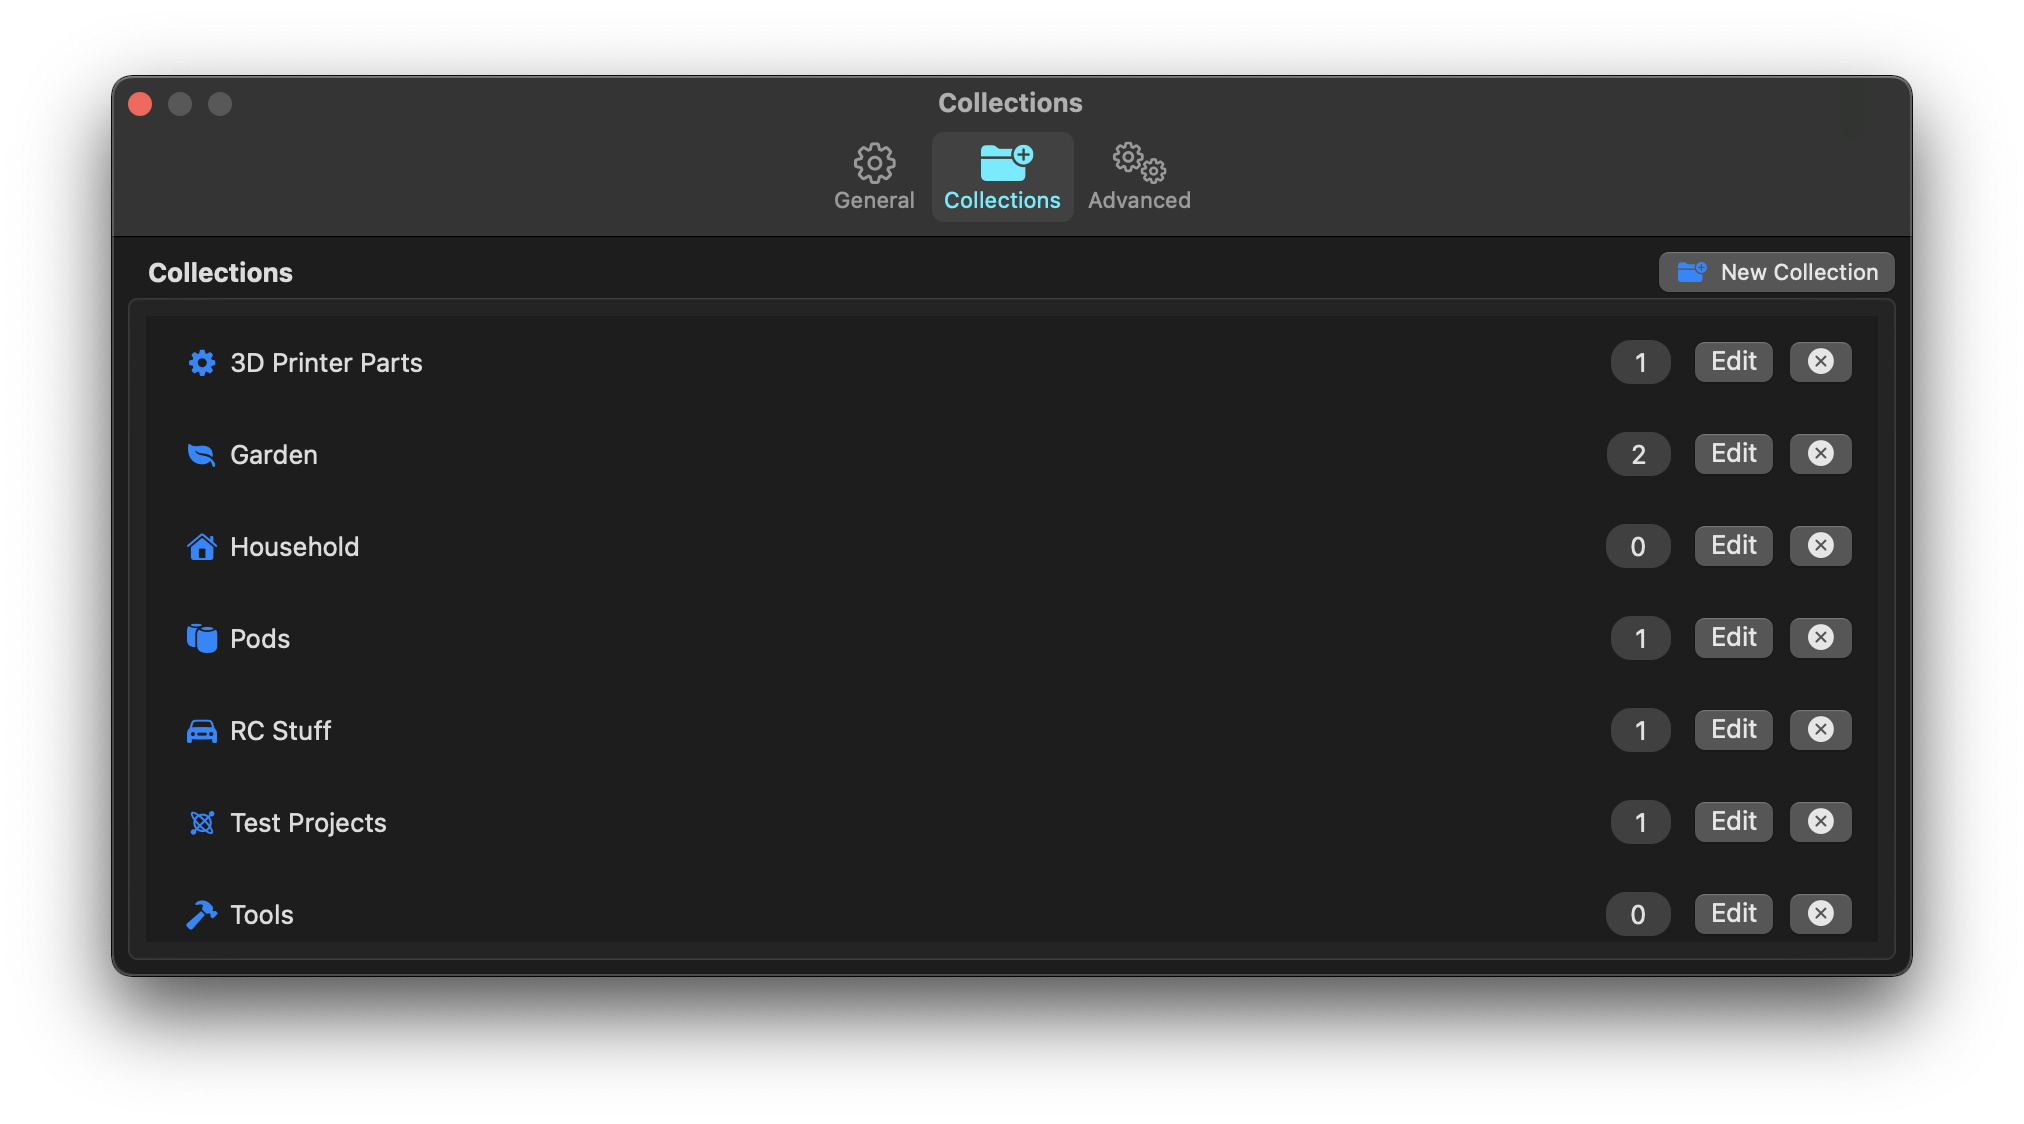 Collections
General Collections Advanced
Collections New Collection
3D Printer Parts 1 Edit
Garden 2 Edit
Household 0 Edit
Pods 1 Edit
RC Stuff 1 Edit
Test Projects 1 Edit
Tools 0 Edit